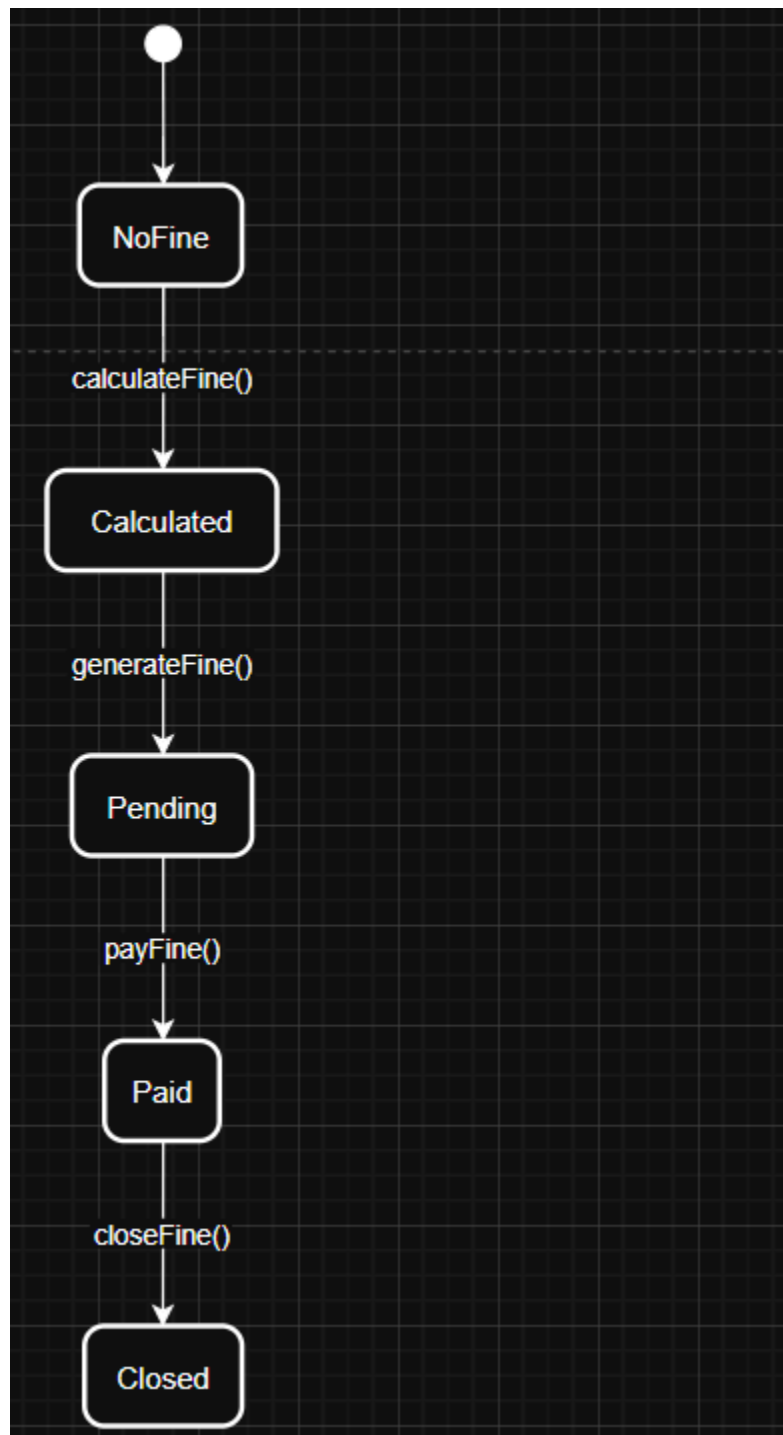 NoFine
calculateFine()
Calculated
generateFine()
Pending
payFine()
Paid
closeFine()
Closed